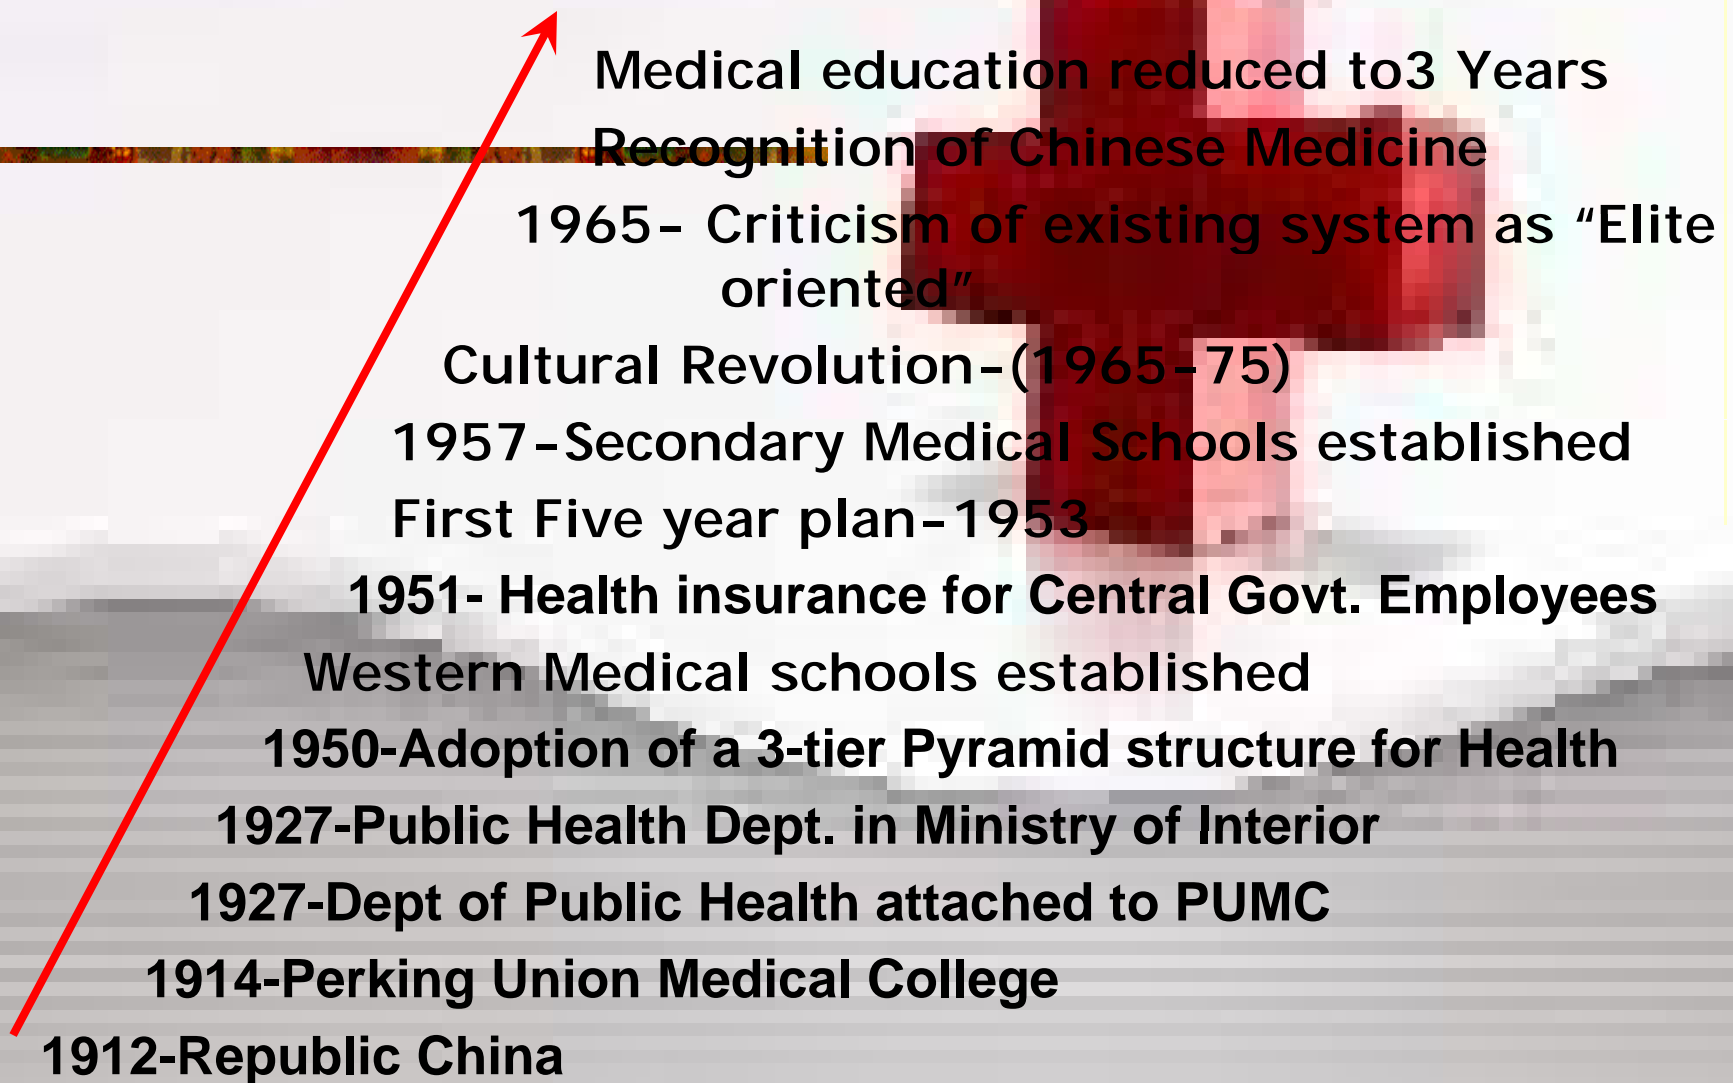 Medical education reduced to3 Years
Recognition of Chinese Medicine
1965- Criticism of existing system as “Elite
oriented”
Cultural Revolution-(1965-75)
1957-Secondary Medical Schools established
First Five year plan-1953
1951- Health insurance for Central Govt. Employees
Western Medical schools established
1950-Adoption of a 3-tier Pyramid structure for Health
1927-Public Health Dept. in Ministry of Interior
1927-Dept of Public Health attached to PUMC
1914-Perking Union Medical College
1912-Republic China